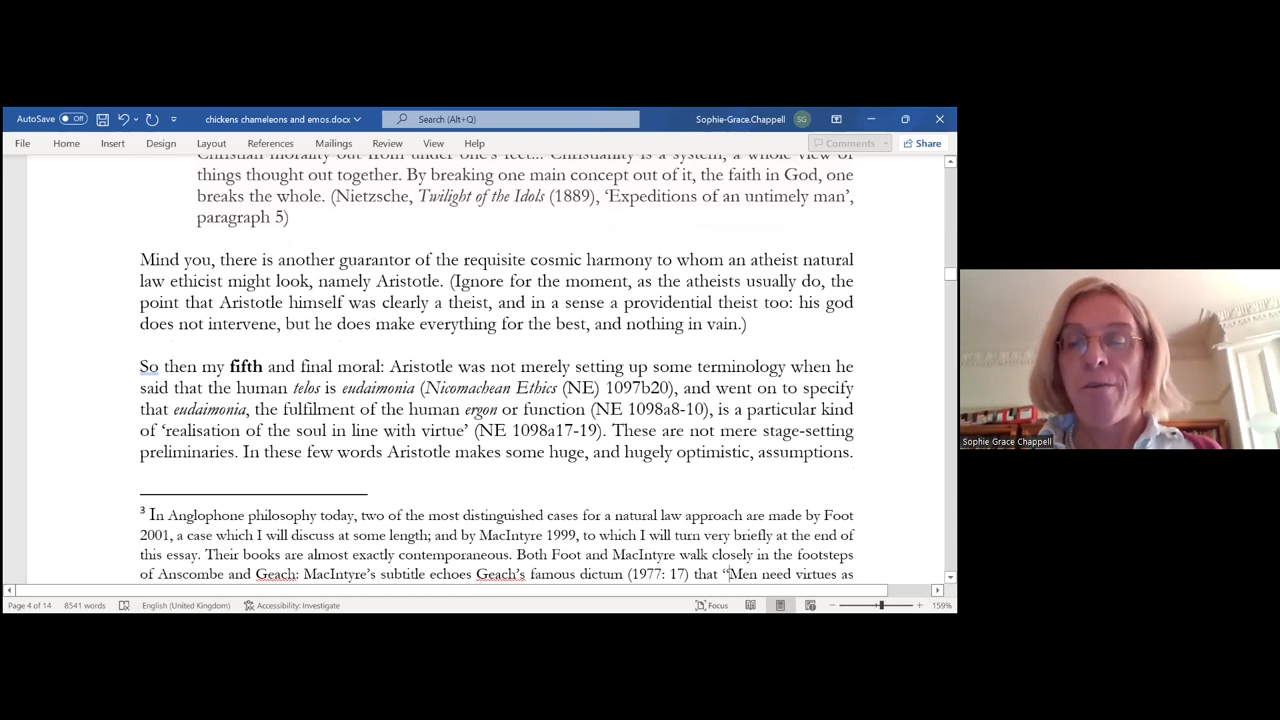 AutoSave Off chickens chameleons and emos.docx Search (Alt+Q) Sophie-Grace.Chappell SG
File Home Insert Draw Design Layout References Mailings Review View Help Comments Share
Christian morality out from under one's feet... Christianity is a system, a whole view of
things thought out together. By breaking one main concept out of it, the faith in God, one
breaks the whole. (Nietzsche, Twilight of the Idols (1889), ‘Expeditions of an untimely man’,
paragraph 5)
Mind you, there is another guarantor of the requisite cosmic harmony to whom an atheist natural
law ethicist might look, namely Aristotle. (Ignore for the moment, as the atheists usually do, the
point that Aristotle himself was clearly a theist, and in a sense a providential theist too: his god
does not intervene, but he does make everything for the best, and nothing in vain.)
So then my fifth and final moral: Aristotle was not merely setting up some terminology when he
said that the human telos is eudaimonia (Nicomachean Ethics (NE) 1097b20), and went on to specify
that eudaimonia, the fulfilment of the human ergon or function (NE 1098a8-10), is a particular kind
of ‘realisation of the soul in line with virtue’ (NE 1098a17-19). These are not mere stage-setting
preliminaries. In these few words Aristotle makes some huge, and hugely optimistic, assumptions.
3 In Anglophone philosophy today, two of the most distinguished cases for a natural law approach are made by Foot
2001, a case which I will discuss at some length; and by MacIntyre 1999, to which I will turn very briefly at the end of
this essay. Their books are almost exactly contemporaneous. Both Foot and MacIntyre walk closely in the footsteps
of Anscombe and Geach: MacIntyre's subtitle echoes Geach's famous dictum (1977: 17) that “Men need virtues as
Page 4 of 14 8541 words English (United Kingdom) Accessibility: Investigate Focus 159%
Sophie Grace Chappell